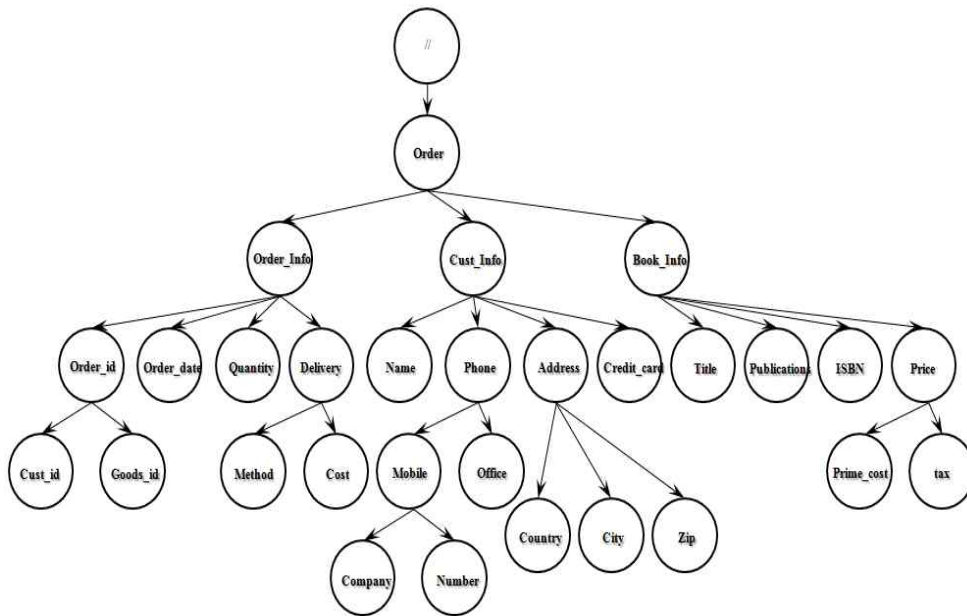 //
Order
Order_Info
Cust_Info
Book_Info
Order_id
Order_date
Quantity
Delivery
Name
Phone
Address
Credit_card
Title
Publications
ISBN
Price
Cust_id
Goods_id
Method
Cost
Mobile
Office
Prime_cost
tax
Country
City
Zip
Company
Number